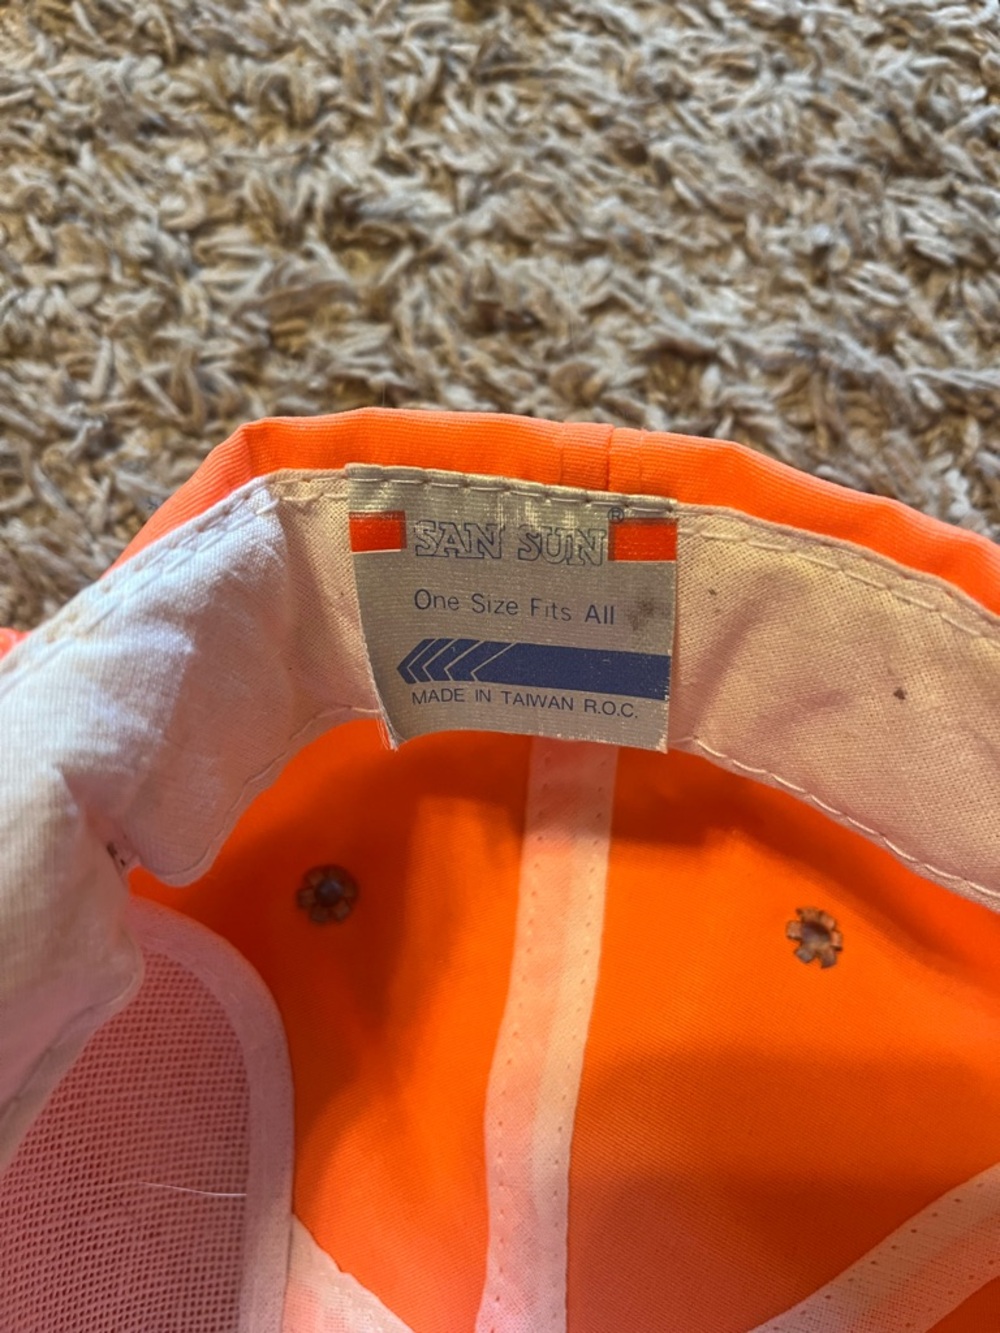 SAN SUN®
One Size Fits All
MADE IN TAIWAN R.O.C.